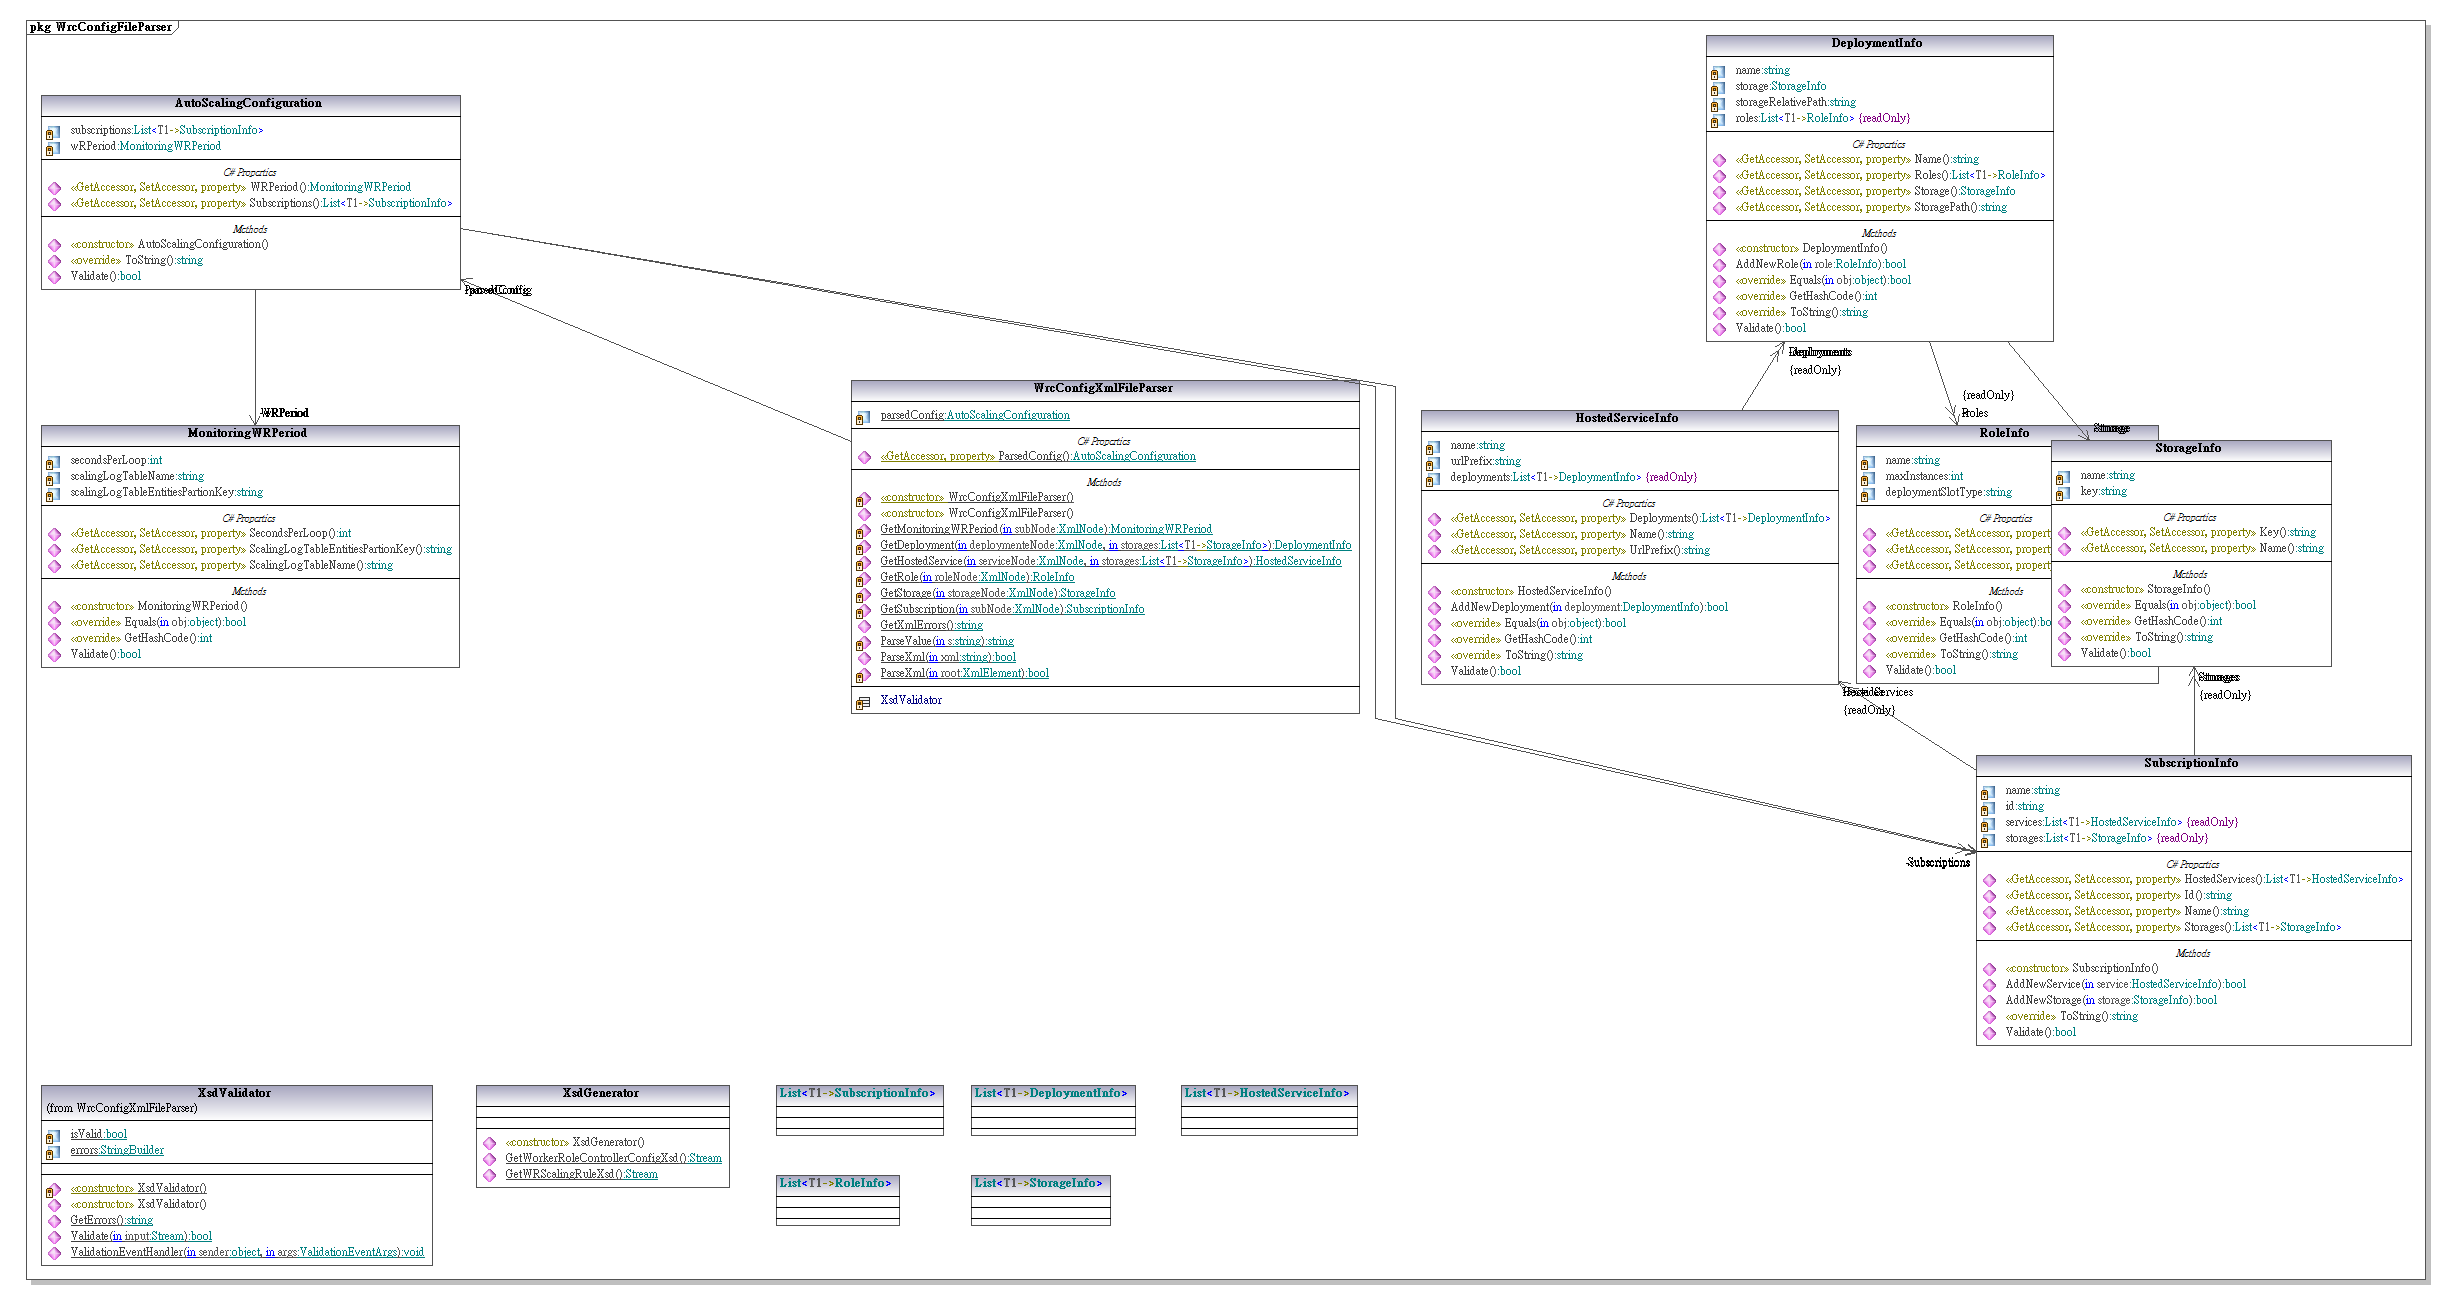 pkg WrcConfigFileParser
AutoScalingConfiguration
subscriptions:List<T1->SubscriptionInfo>
wRPeriod:MonitoringWRPeriod
C# Properties
«GetAccessor, SetAccessor, property» WRPeriod():MonitoringWRPeriod
«GetAccessor, SetAccessor, property» Subscriptions():List<T1->SubscriptionInfo>
Methods
«constructor» AutoScalingConfiguration()
«override» ToString():string
Validate():bool
MonitoringWRPeriod
secondsPerLoop:int
scalingLogTableName:string
scalingLogTableEntitiesPartionKey:string
C# Properties
«GetAccessor, SetAccessor, property» SecondsPerLoop():int
«GetAccessor, SetAccessor, property» ScalingLogTableEntitiesPartionKey():string
«GetAccessor, SetAccessor, property» ScalingLogTableName():string
Methods
«constructor» MonitoringWRPeriod()
«override» Equals(in obj:object):bool
«override» GetHashCode():int
Validate():bool
WrcConfigXmlFileParser
parsedConfig:AutoScalingConfiguration
C# Properties
«GetAccessor, property» ParsedConfig():AutoScalingConfiguration
Methods
«constructor» WrcConfigXmlFileParser()
«constructor» WrcConfigXmlFileParser()
GetMonitoringWRPeriod(in subNode:XmlNode):MonitoringWRPeriod
GetDeployment(in deploymenteNode:XmlNode, in storages:List<T1->StorageInfo>):DeploymentInfo
GetHostedService(in serviceNode:XmlNode, in storages:List<T1->StorageInfo>):HostedServiceInfo
GetRole(in roleNode:XmlNode):RoleInfo
GetStorage(in storageNode:XmlNode):StorageInfo
GetSubscription(in subNode:XmlNode):SubscriptionInfo
GetXmlErrors():string
ParseValue(in s:string):string
ParseXml(in xml:string):bool
ParseXml(in root:XmlElement):bool
XsdValidator
DeploymentInfo
name:string
storage:StorageInfo
storageRelativePath:string
roles:List<T1->RoleInfo> {readOnly}
C# Properties
«GetAccessor, SetAccessor, property» Name():string
«GetAccessor, SetAccessor, property» Roles():List<T1->RoleInfo>
«GetAccessor, SetAccessor, property» Storage():StorageInfo
«GetAccessor, SetAccessor, property» StoragePath():string
Methods
«constructor» DeploymentInfo()
AddNewRole(in role:RoleInfo):bool
«override» Equals(in obj:object):bool
«override» GetHashCode():int
«override» ToString():string
Validate():bool
{readOnly}
{readOnly}
HostedServiceInfo
name:string
urlPrefix:string
deployments:List<T1->DeploymentInfo> {readOnly}
C# Properties
«GetAccessor, SetAccessor, property» Deployments():List<T1->DeploymentInfo>
«GetAccessor, SetAccessor, property» Name():string
«GetAccessor, SetAccessor, property» UrlPrefix():string
Methods
«constructor» HostedServiceInfo()
AddNewDeployment(in deployment:DeploymentInfo):bool
«override» Equals(in obj:object):bool
«override» GetHashCode():int
«override» ToString():string
Validate():bool
RoleInfo
name:string
maxInstances:int
deploymentSlotType:string
C# Properties
«GetAccessor, SetAccessor, property
«GetAccessor, SetAccessor, property
«GetAccessor, SetAccessor, property
Methods
«constructor» RoleInfo()
«override» Equals(in obj:object):bo
«override» GetHashCode():int
«override» ToString():string
Validate():bool
StorageInfo
name:string
key:string
C# Properties
«GetAccessor, SetAccessor, property» Key():string
«GetAccessor, SetAccessor, property» Name():string
Methods
«constructor» StorageInfo()
«override» Equals(in obj:object):bool
«override» GetHashCode():int
«override» ToString():string
Validate():bool
{readOnly}
{readOnly}
-Subscriptions
SubscriptionInfo
name:string
id:string
services:List<T1->HostedServiceInfo> {readOnly}
storages:List<T1->StorageInfo> {readOnly}
C# Properties
«GetAccessor, SetAccessor, property» HostedServices():List<T1->HostedServiceInfo>
«GetAccessor, SetAccessor, property» Id():string
«GetAccessor, SetAccessor, property» Name():string
«GetAccessor, SetAccessor, property» Storages():List<T1->StorageInfo>
Methods
«constructor» SubscriptionInfo()
AddNewService(in service:HostedServiceInfo):bool
AddNewStorage(in storage:StorageInfo):bool
«override» ToString():string
Validate():bool
XsdValidator
(from WrcConfigXmlFileParser)
isValid:bool
errors:StringBuilder
«constructor» XsdValidator()
«constructor» XsdValidator()
GetErrors():string
Validate(in input:Stream):bool
ValidationEventHandler(in sender:object, in args:ValidationEventArgs):void
XsdGenerator
«constructor» XsdGenerator()
GetWorkerRoleControllerConfigXsd():Stream
GetWRScalingRuleXsd():Stream
List<T1->SubscriptionInfo>
List<T1->DeploymentInfo>
List<T1->HostedServiceInfo>
List<T1->RoleInfo>
List<T1->StorageInfo>